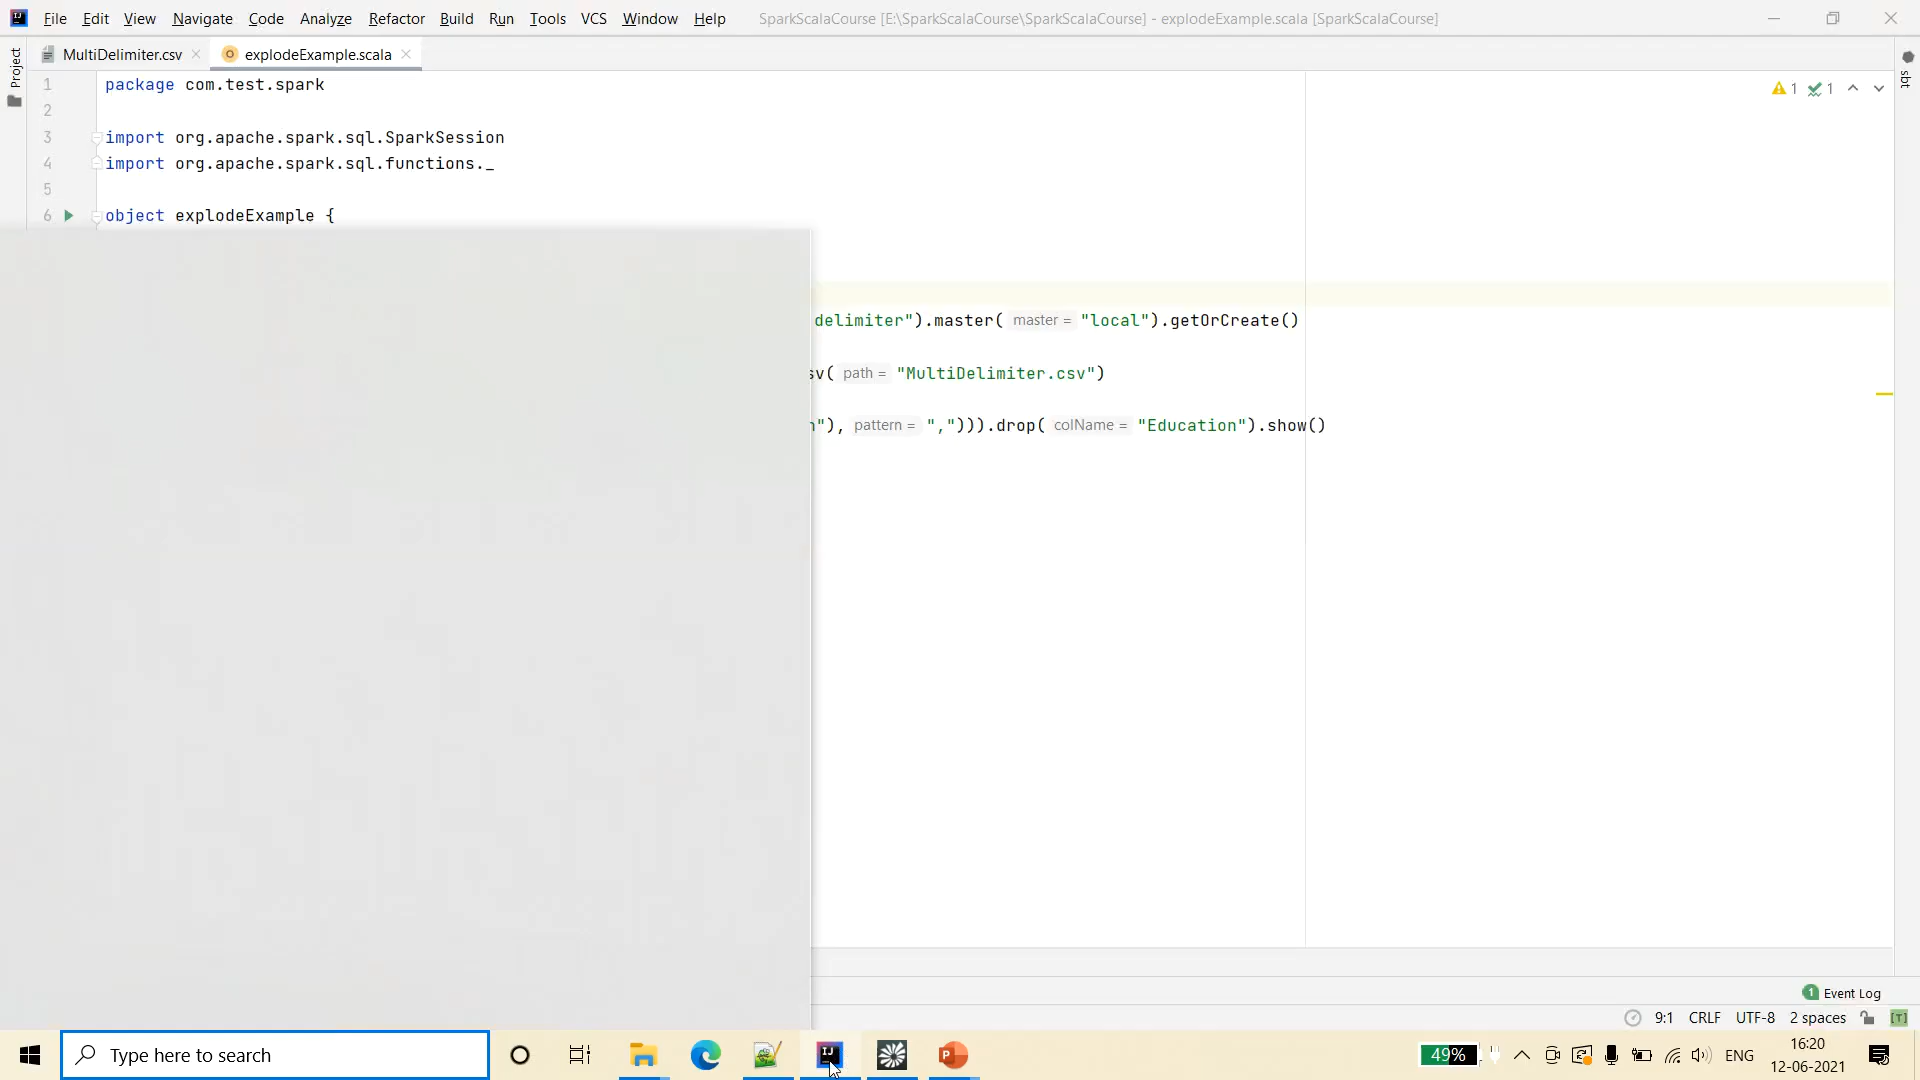 File Edit View Navigate Code Analyze Refactor Build Run Tools VCS Window Help SparkScalaCourse [E:\SparkScalaCourse\SparkScalaCourse] - explodeExample.scala [SparkScalaCourse]
MultiDelimiter.csv explodeExample.scala
Project
sbt
1 package com.test.spark
1 1
2
3 import org.apache.spark.sql.SparkSession
4 import org.apache.spark.sql.functions._
5
6 object explodeExample {
delimiter").master( master = "local").getOrCreate()
sv( path = "MultiDelimiter.csv")
n"), pattern = ","))).drop( colName = "Education").show()
1 Event Log
9:1 CRLF UTF-8 2 spaces [T]
Type here to search
49% ENG
16:20
12-06-2021